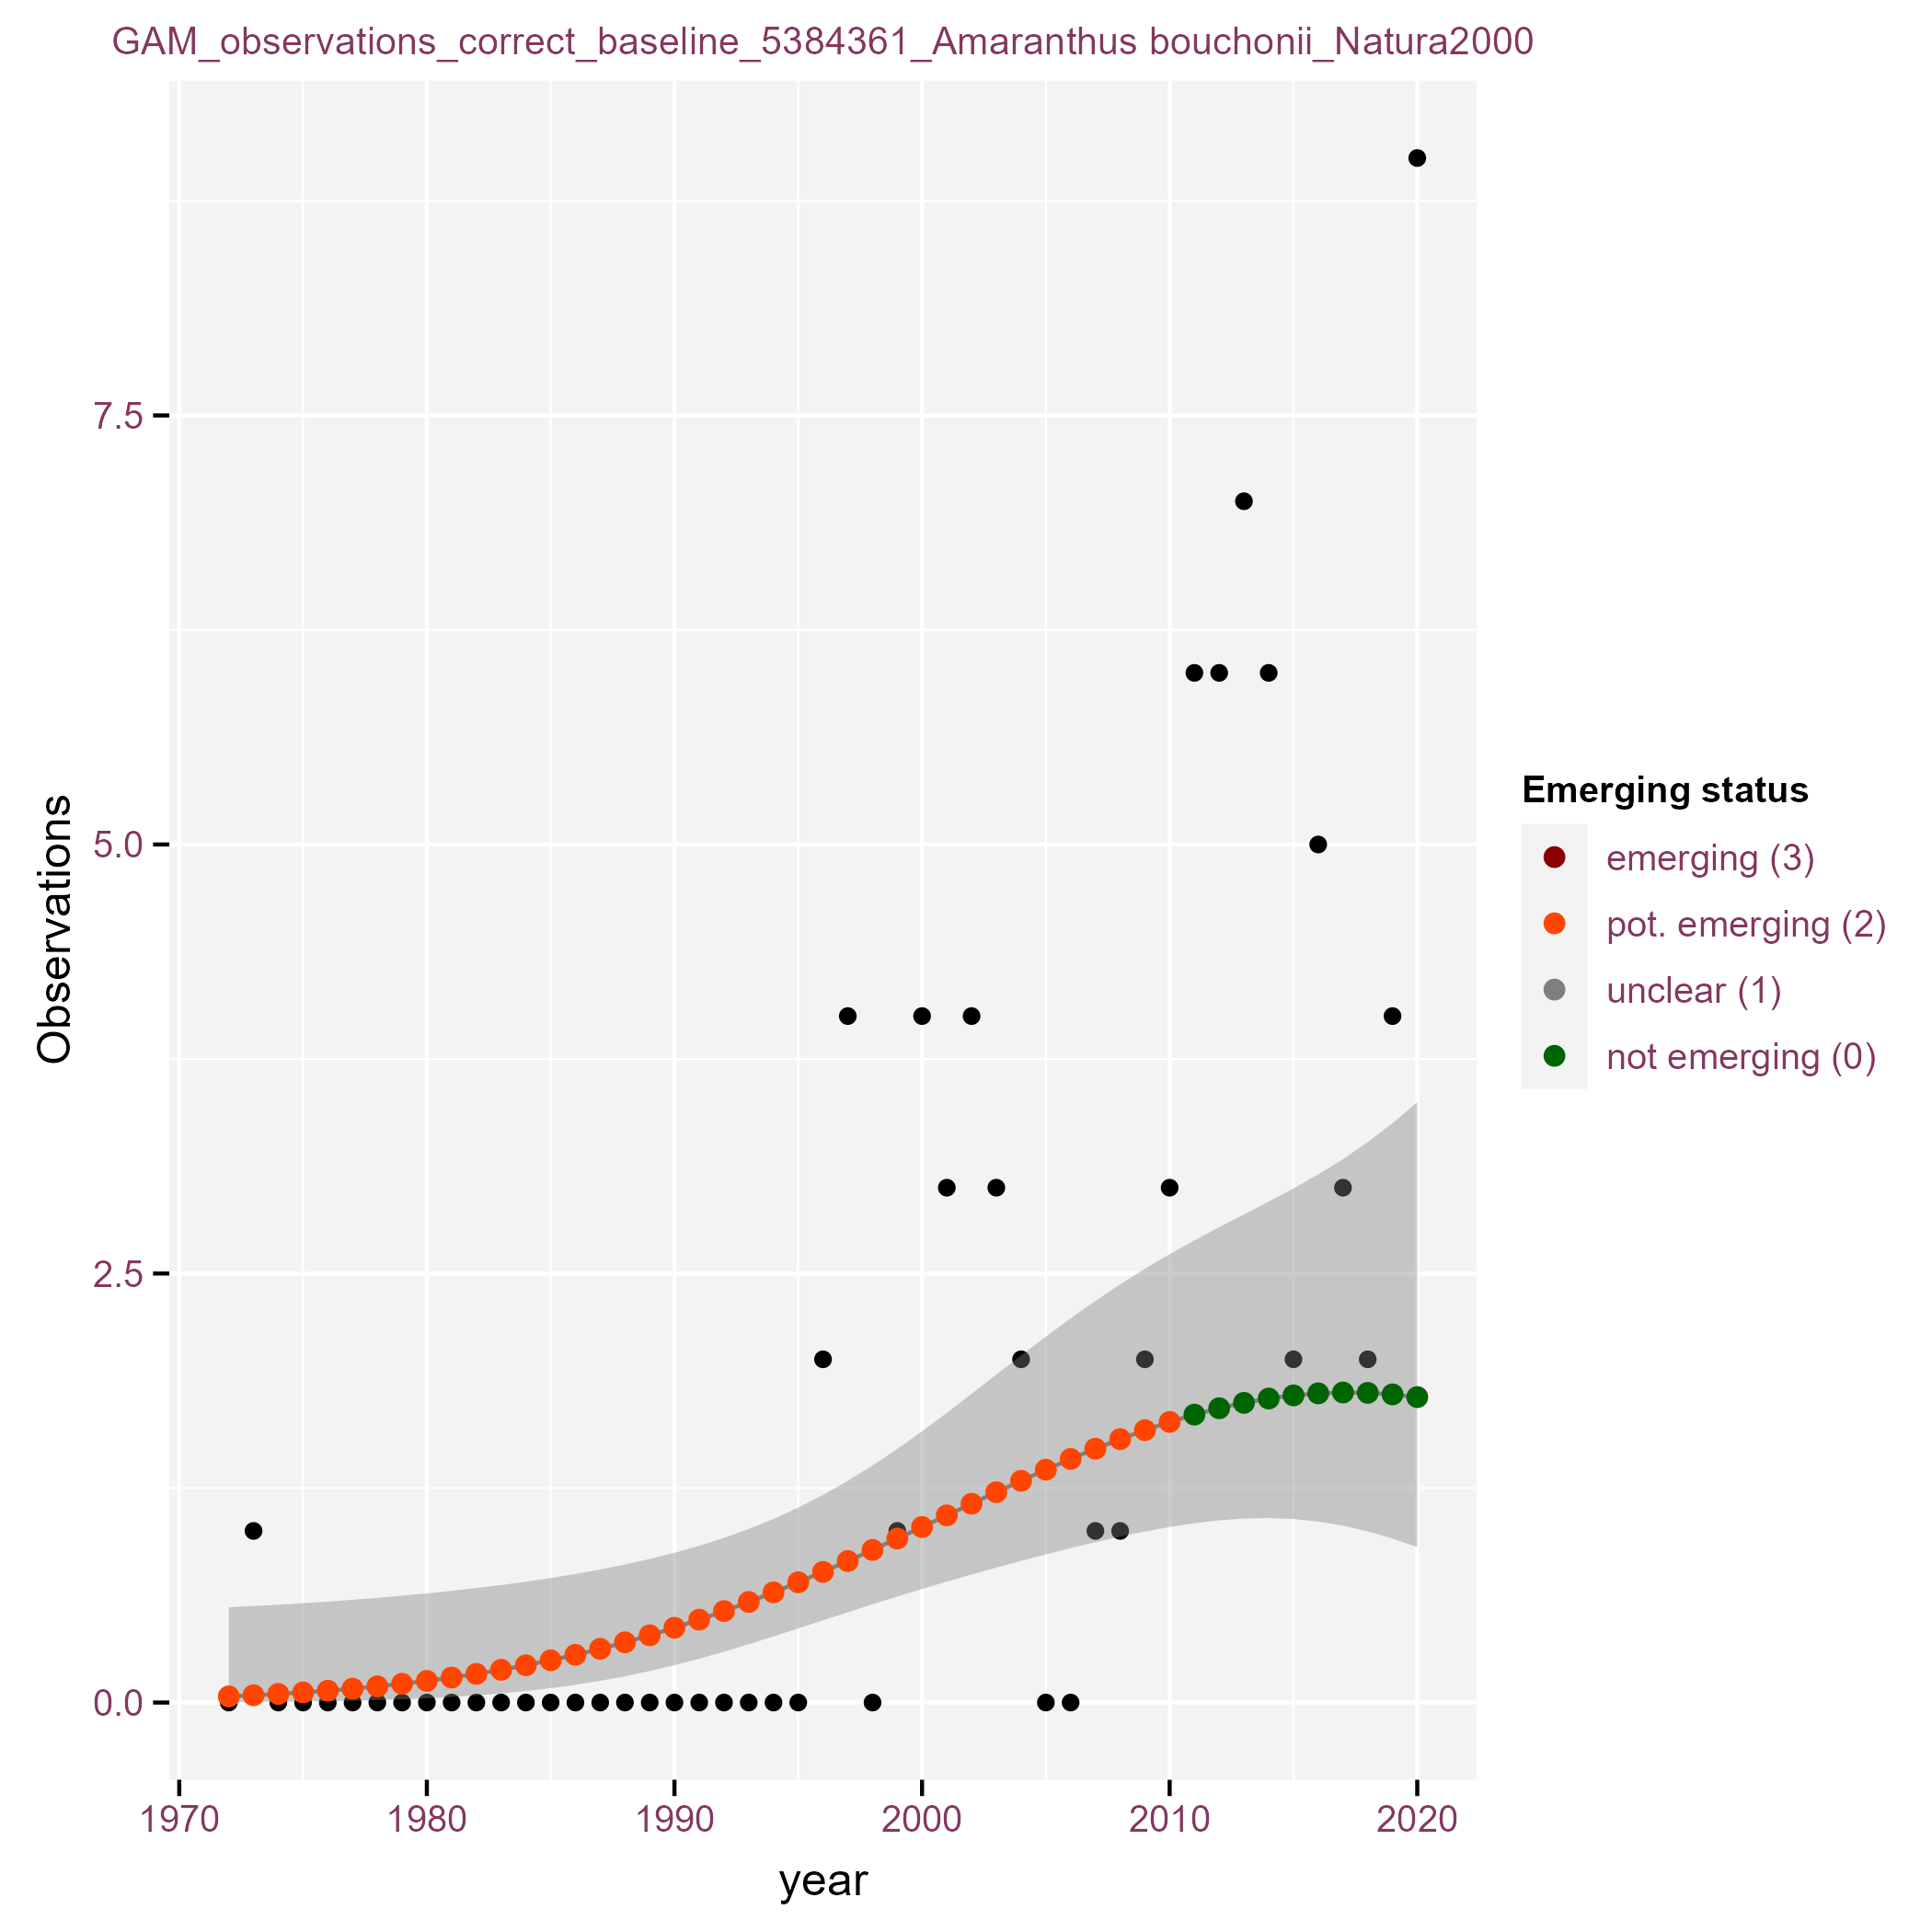 GAM_observations_correct_baseline_5384361_Amaranthus bouchonii_Natura2000
Observations
7.5
5.0
2.5
0.0
1970 1980 1990 2000 2010 2020
year
Emerging status
emerging (3)
pot. emerging (2)
unclear (1)
not emerging (0)